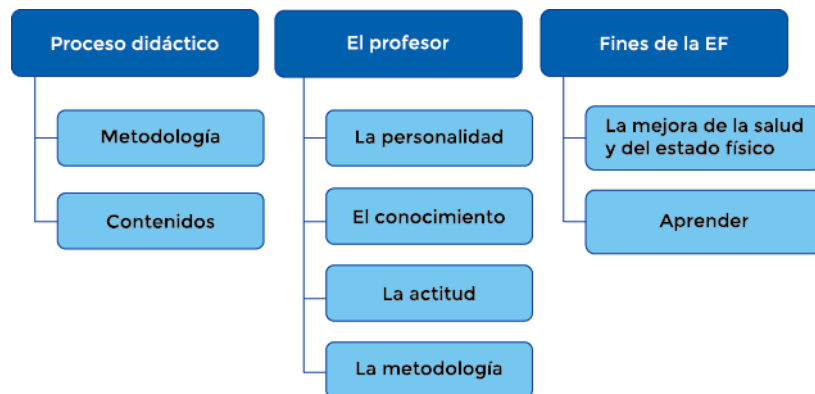 Proceso didáctico
Metodología
Contenidos
El profesor
La personalidad
El conocimiento
La actitud
La metodología
Fines de la EF
La mejora de la salud
y del estado físico
Aprender